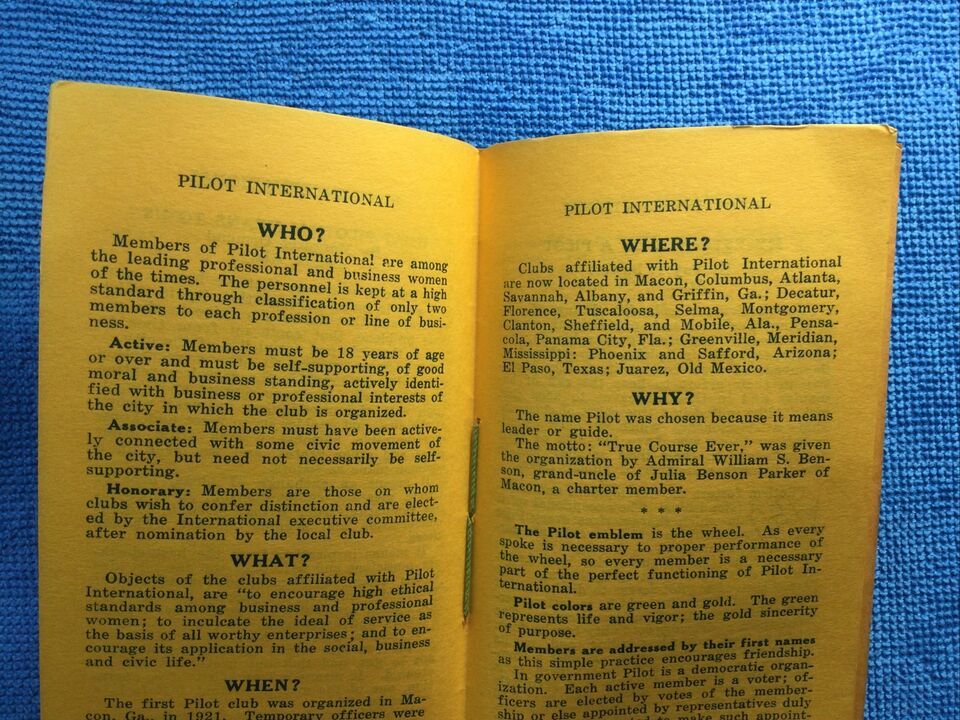 PILOT INTERNATIONAL
WHO?
Members of Pilot International are among
the leading professional and business women
of the times. The personnel is kept at a high
standard through classification of only two
members to each profession or line of busi-
ness.
Active: Members must be 18 years of age
or over and must be self-supporting, of good
moral and business standing, actively identi-
fied with business or professional interests of
the city in which the club is organized.
Associate: Members must have been active-
ly connected with some civic movement of
the city, but need not necessarily be self-
supporting.
Honorary: Members are those on whom
clubs wish to confer distinction and are elect-
ed by the International executive committee,
after nomination by the local club.
WHAT?
Objects of the clubs affiliated with Pilot
International, are "to encourage high ethical
standards among business and professional
women; to inculcate the ideal of service as
the basis of all worthy enterprises; and to en-
courage its application in the social, business
and civic life."
WHEN?
The first Pilot club was organized in Ma-
con, Ga., in 1921. Temporary officers were
PILOT INTERNATIONAL
WHERE?
Clubs affiliated with Pilot International
are now located in Macon, Columbus, Atlanta,
Savannah, Albany, and Griffin, Ga.; Decatur,
Florence, Tuscaloosa, Selma, Montgomery,
Clanton, Sheffield, and Mobile, Ala., Pensa-
cola, Panama City, Fla.; Greenville, Meridian,
Mississippi: Phoenix and Safford, Arizona;
El Paso, Texas; Juarez, Old Mexico.
WHY?
The name Pilot was chosen because it means
leader or guide.
The motto: "True Course Ever," was given
the organization by Admiral William S. Ben-
son, grand-uncle of Julia Benson Parker of
Macon, a charter member.
* * *
The Pilot emblem is the wheel. As every
spoke is necessary to proper performance of
the wheel, so every member is a necessary
part of the perfect functioning of Pilot In-
ternational.
Pilot colors are green and gold. The green
represents life and vigor; the gold sincerity
of purpose.
Members are addressed by their first names
as this simple practice encourages friendship.
In government Pilot is a democratic organ-
ization. Each active member is a voter; of-
ficers are elected by votes of the member-
ship or else appointed by representatives duly
to make such appoint-